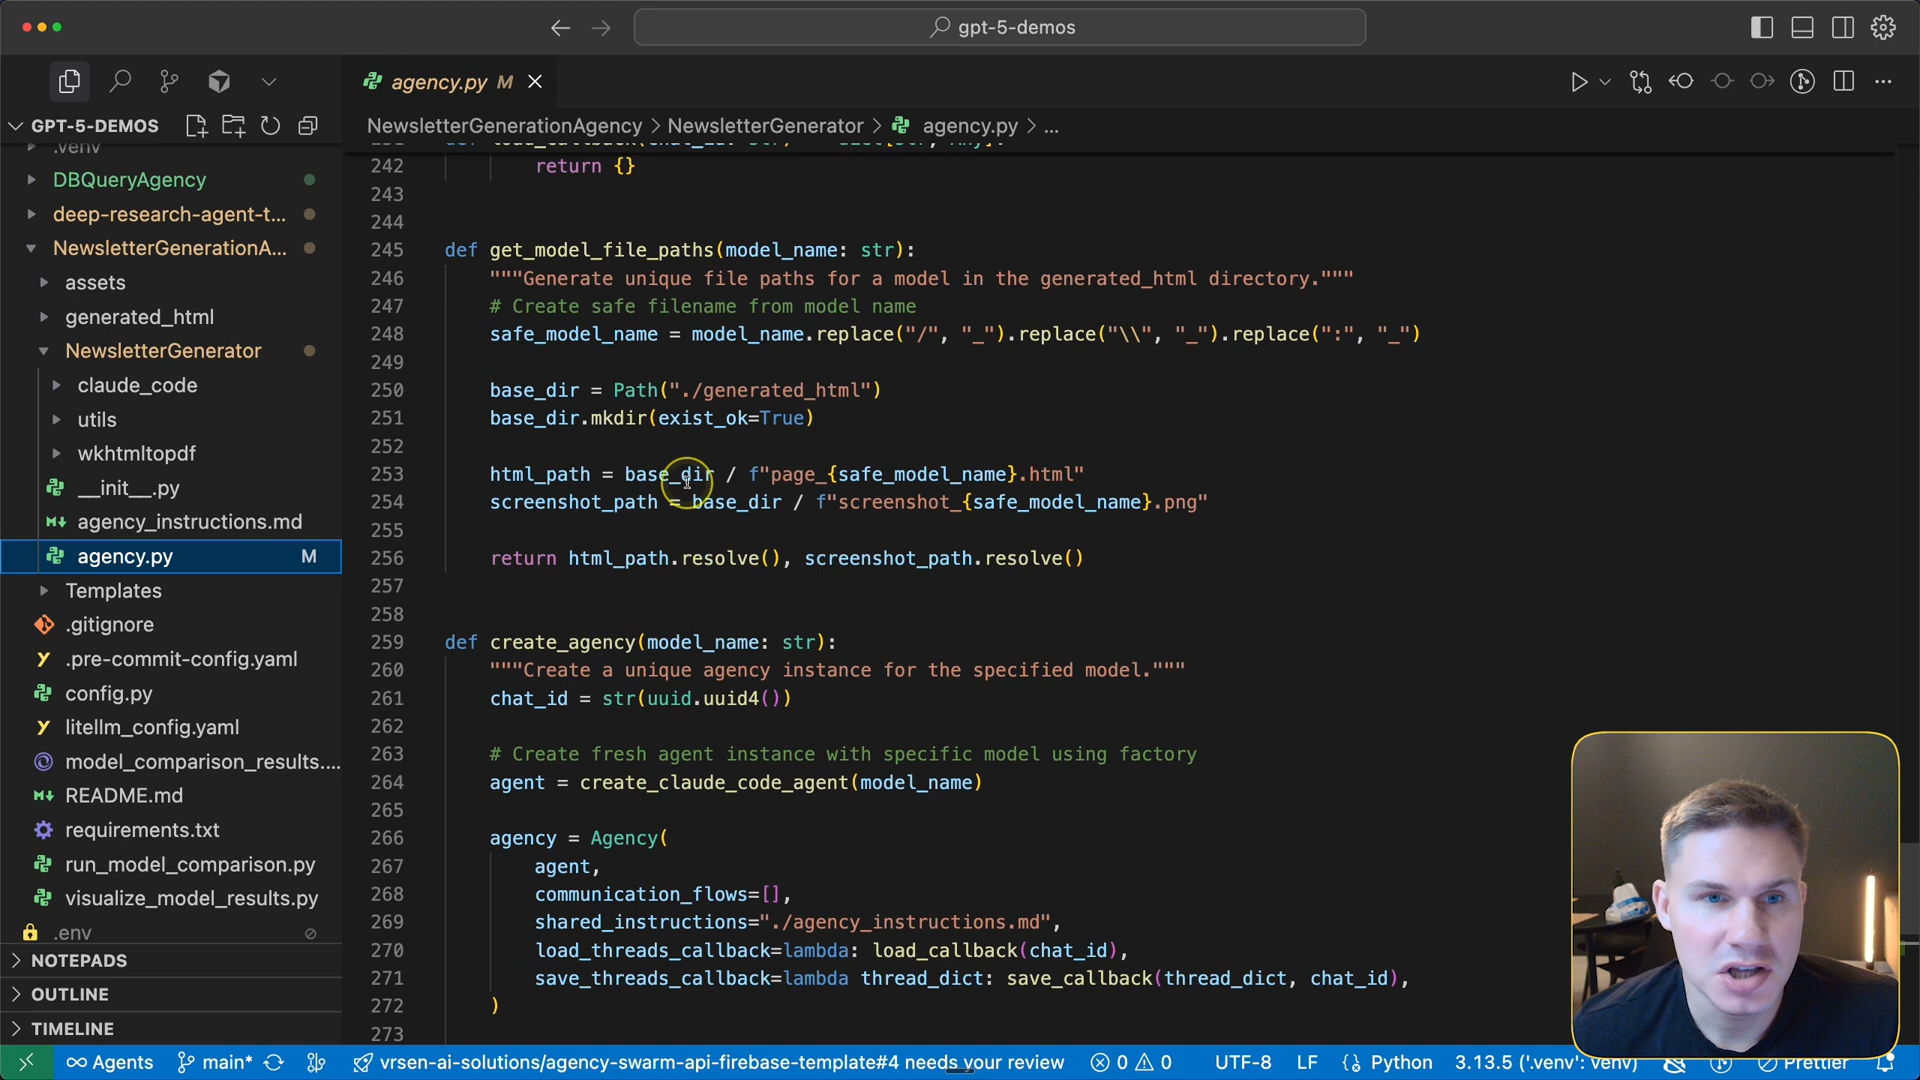 gpt-5-demos
agency.py M
GPT-5-DEMOS
NewsletterGenerationAgency > NewsletterGenerator > agency.py > ...
.venv
DBQueryAgency
deep-research-agent-t...
NewsletterGenerationA...
assets
generated_html
NewsletterGenerator
claude_code
utils
wkhtmltopdf
__init__.py
agency_instructions.md
agency.py M
Templates
.gitignore
.pre-commit-config.yaml
config.py
litellm_config.yaml
model_comparison_results....
README.md
requirements.txt
run_model_comparison.py
visualize_model_results.py
.env
NOTEPADS
OUTLINE
TIMELINE
242 return {}
243
244
245 def get_model_file_paths(model_name: str):
246 """Generate unique file paths for a model in the generated_html directory."""
247 # Create safe filename from model name
248 safe_model_name = model_name.replace("/", "_").replace("\\", "_").replace(":", "_")
249
250 base_dir = Path("./generated_html")
251 base_dir.mkdir(exist_ok=True)
252
253 html_path = base_dir / f"page_{safe_model_name}.html"
254 screenshot_path = base_dir / f"screenshot_{safe_model_name}.png"
255
256 return html_path.resolve(), screenshot_path.resolve()
257
258
259 def create_agency(model_name: str):
260 """Create a unique agency instance for the specified model."""
261 chat_id = str(uuid.uuid4())
262
263 # Create fresh agent instance with specific model using factory
264 agent = create_claude_code_agent(model_name)
265
266 agency = Agency(
267 agent,
268 communication_flows=[],
269 shared_instructions="./agency_instructions.md",
270 load_threads_callback=lambda: load_callback(chat_id),
271 save_threads_callback=lambda thread_dict: save_callback(thread_dict, chat_id),
272 )
273
Agents main* vrsen-ai-solutions/agency-swarm-api-firebase-template#4 needs your review 0 0 UTF-8 LF Python 3.13.5 ('.venv': venv) Prettier